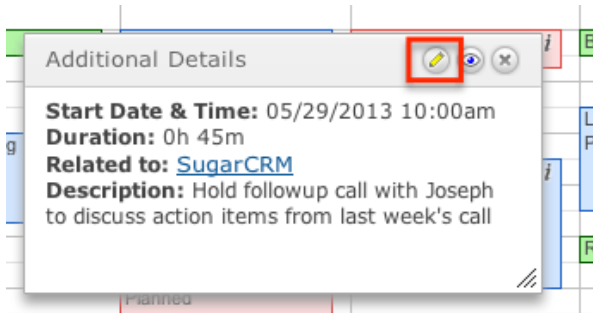 Additional Details
i
Start Date & Time: 05/29/2013 10:00am
Duration: 0h 45m
Related to: SugarCRM
Description: Hold followup call with Joseph
to discuss action items from last week's call
i
g
Planned